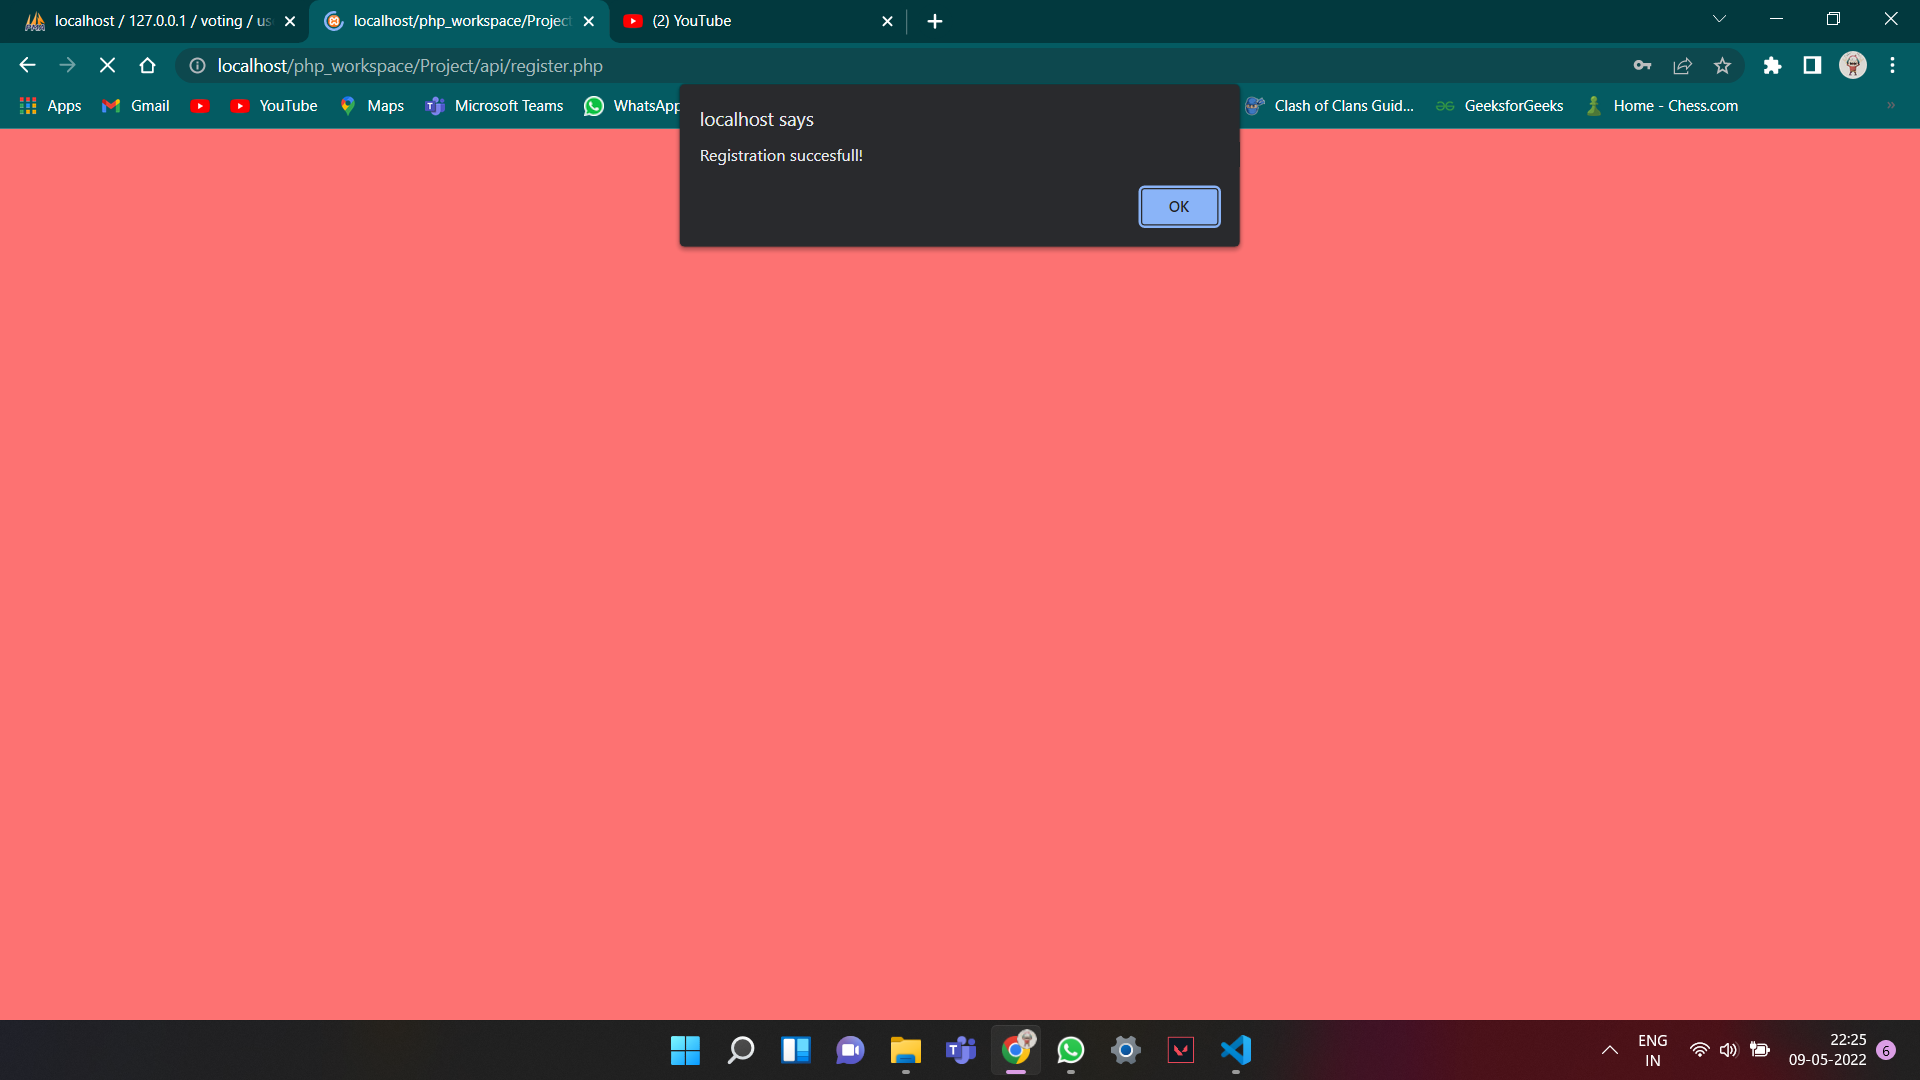 localhost / 127.0.0.1 / voting / us
localhost/php_workspace/Project
(2) YouTube
localhost/php_workspace/Project/api/register.php
Apps
Gmail
YouTube
Maps
Microsoft Teams
WhatsApp
Clash of Clans Guid...
GeeksforGeeks
Home - Chess.com
localhost says
Registration succesfull!
OK
ENG
IN
22:25
09-05-2022
6